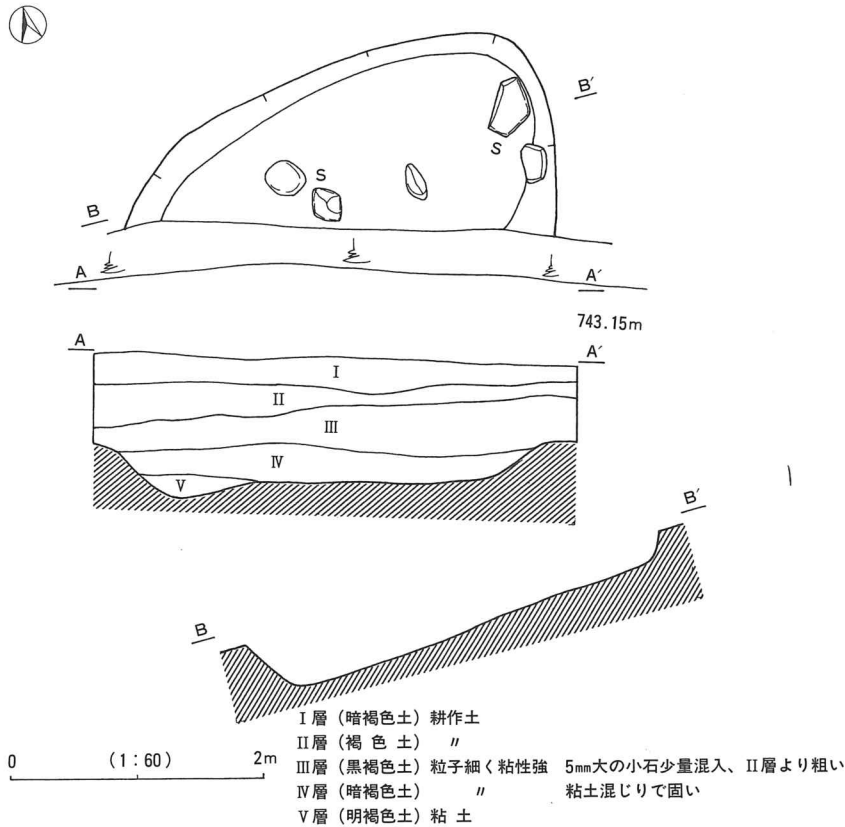 B′
S
S
B
A
A′
743.15m
A
A′
I
II
III
IV
V
B′
B
I層（暗褐色土）耕作土
II層（褐 色 土）　〃
III層（黒褐色土）粒子細く粘性強　5mm大の小石少量混入、II層より粗い
IV層（暗褐色土）　　〃　　粘土混じりで固い
V層（明褐色土）粘 土
0　（1：60）　2m